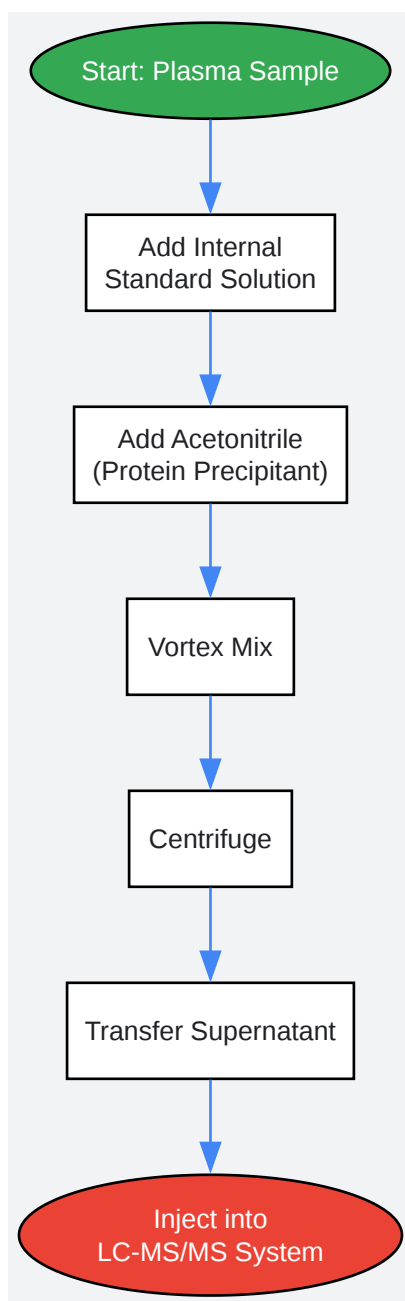 Start: Plasma Sample
Add Internal
Standard Solution
Add Acetonitrile
(Protein Precipitant)
Vortex Mix
Centrifuge
Transfer Supernatant
Inject into
LC-MS/MS System